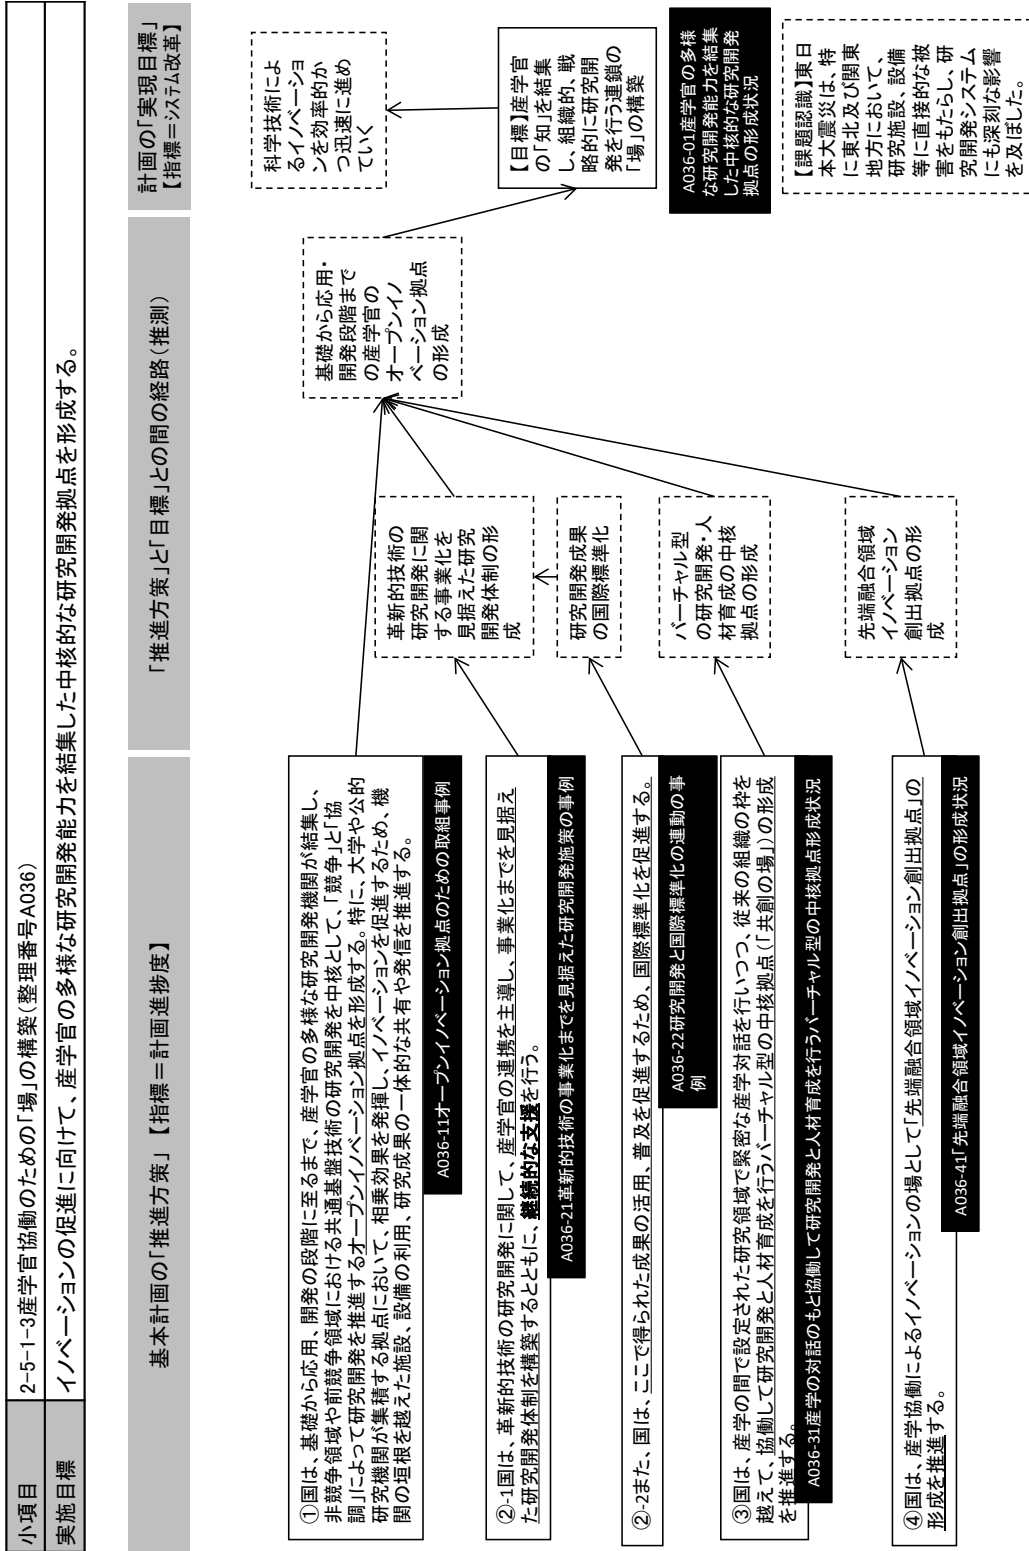 小項目
2-5-1-3産学官協働のための「場」の構築(整理番号A036)
実施目標
イノベーションの促進に向けて、産学官の多様な研究開発能力を結集した中核的な研究開発拠点を形成する。
基本計画の「推進方策」【指標=計画進捗度】
「推進方策」と「目標」との間の経路(推測)
計画の「実現目標」
【指標=システム改革】
①国は、基礎から応用、開発の段階に至るまで、産学官の多様な研究開発機関が結集し、
非競争領域や前競争領域における共通基盤技術の研究開発を中核として、「競争」と「協
調」によって研究開発を推進するオープンイノベーション拠点を形成する。特に、大学や公的
研究機関が集積する拠点において、相乗効果を発揮し、イノベーションを促進するため、機
関の垣根を越えた施設、設備の利用、研究成果の一体的な共有や発信を推進する。
A036-11オープンイノベーション拠点のための取組事例
②-1国は、革新的技術の研究開発に関して、産学官の連携を主導し、事業化までを見据え
た研究開発体制を構築するとともに、継続的な支援を行う。
A036-21革新的技術の事業化までを見据えた研究開発施策の事例
②-2また、国は、ここで得られた成果の活用、普及を促進するため、国際標準化を促進する。
A036-22研究開発と国際標準化の連動の事
例
③国は、産学の間で設定された研究領域で緊密な産学対話を行いつつ、従来の組織の枠を
越えて、協働して研究開発と人材育成を行うバーチャル型の中核拠点(「共創の場」)の形成
を推進する。
A036-31産学の対話のもと協働して研究開発と人材育成を行うバーチャル型の中核拠点形成状況
④国は、産学協働によるイノベーションの場として「先端融合領域イノベーション創出拠点」の
形成を推進する。
A036-41「先端融合領域イノベーション創出拠点」の形成状況
革新的技術の
研究開発に関
する事業化を
見据えた研究
開発体制の形
成
研究開発成果
の国際標準化
バーチャル型
の研究開発・人
材育成の中核
拠点の形成
先端融合領域
イノベーション
創出拠点の形
成
基礎から応用・
開発段階まで
の産学官の
オープンイノ
ベーション拠点
の形成
科学技術によ
るイノベーショ
ンを効率的か
つ迅速に進め
ていく
【目標】産学官
の「知」を結集
し、組織的、戦
略的に研究開
発を行う連鎖の
「場」の構築
A036-01産学官の多様
な研究開発能力を結集
した中核的な研究開発
拠点の形成状況
【課題認識】東日
本大震災は、特
に東北及び関東
地方において、
研究施設、設備
等に直接的な被
害をもたらし、研
究開発システム
にも深刻な影響
を及ぼした。